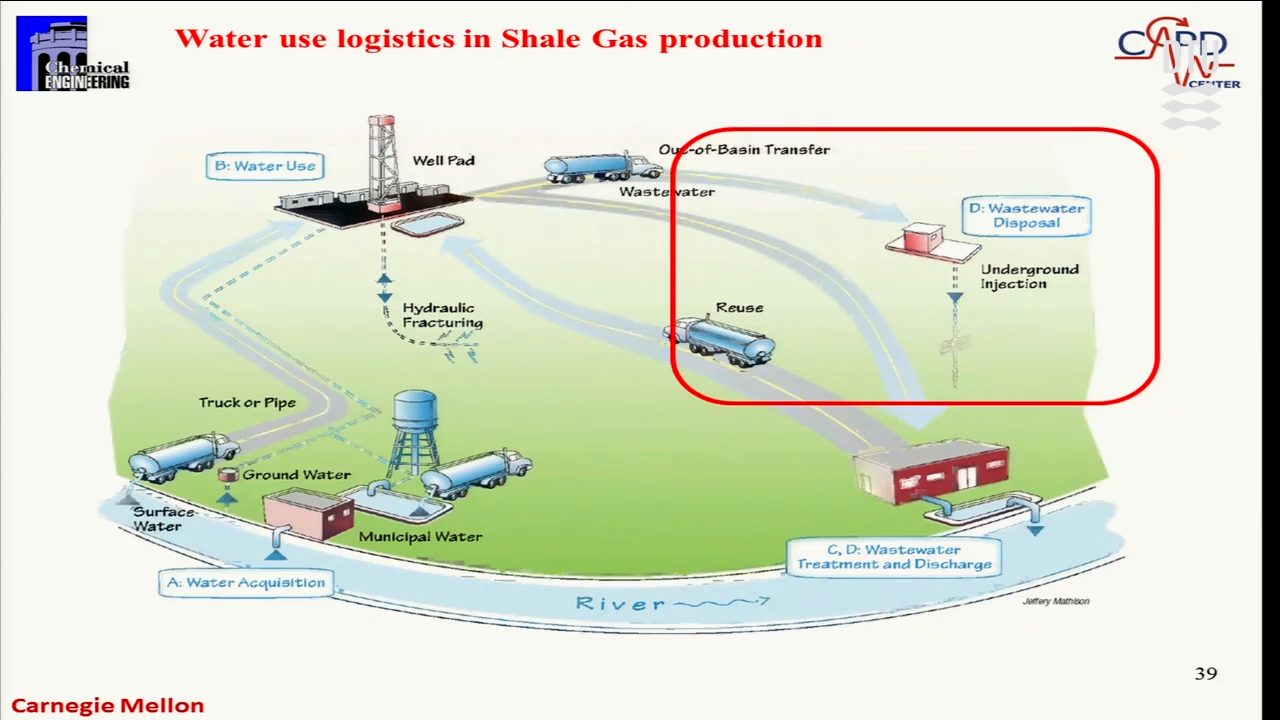 Water use logistics in Shale Gas production
Chemical
ENGINEERING
CAPD
CENTER
B: Water Use
Well Pad
Out-of-Basin Transfer
Wastewater
D: Wastewater
Disposal
Underground
Injection
Hydraulic
Fracturing
Reuse
Truck or Pipe
Ground Water
Surface
Water
Municipal Water
C, D: Wastewater
Treatment and Discharge
A: Water Acquisition
River
Jeffery Mathison
39
Carnegie Mellon